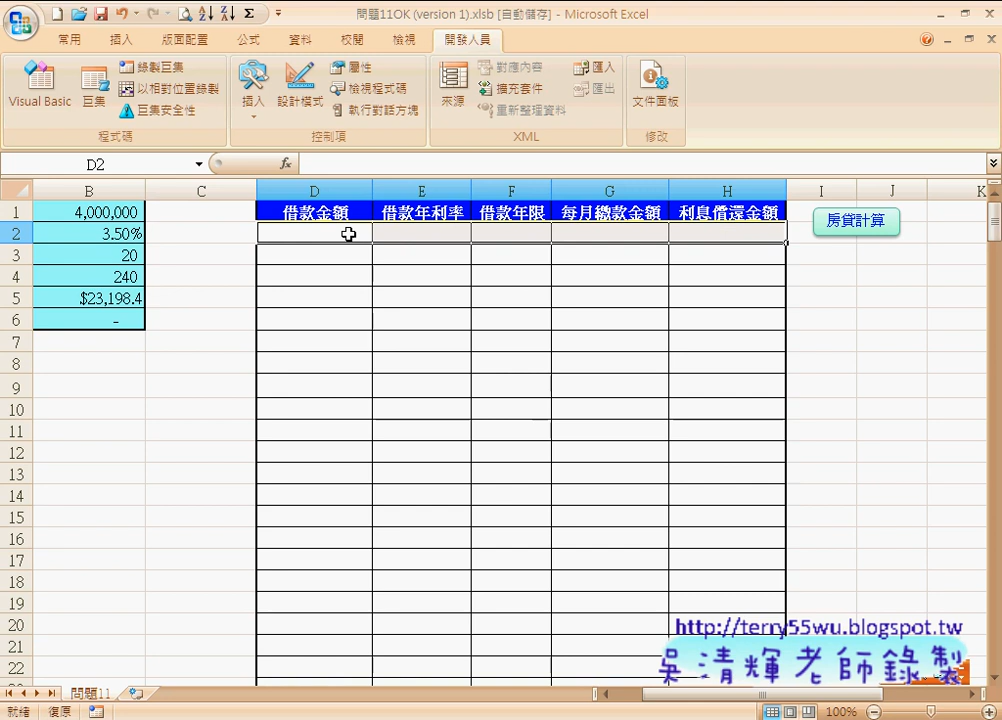 問題11OK (version 1).xlsb [自動儲存] - Microsoft Excel
常用 插入 版面配置 公式 資料 校閱 檢視 開發人員
Visual Basic 巨集 錄製巨集 以相對位置錄製 巨集安全性 程式碼
插入 設計模式 屬性 檢視程式碼 執行對話方塊 控制項
來源 對應內容 擴充套件 重新整理資料 匯入 匯出 XML
文件面板 修改
D2 fx
B C D E F G H I J K
1 4,000,000 借款金額 借款年利率 借款年限 每月繳款金額 利息償還金額 房貸計算
2 3.50%
3 20
4 240
5 $23,198.4
6 -
7
8
9
10
11
12
13
14
15
16
17
18
19
20
21
22
http://terry55wu.blogspot.tw
吳清輝老師錄製
問題11
就緒 復原 100%